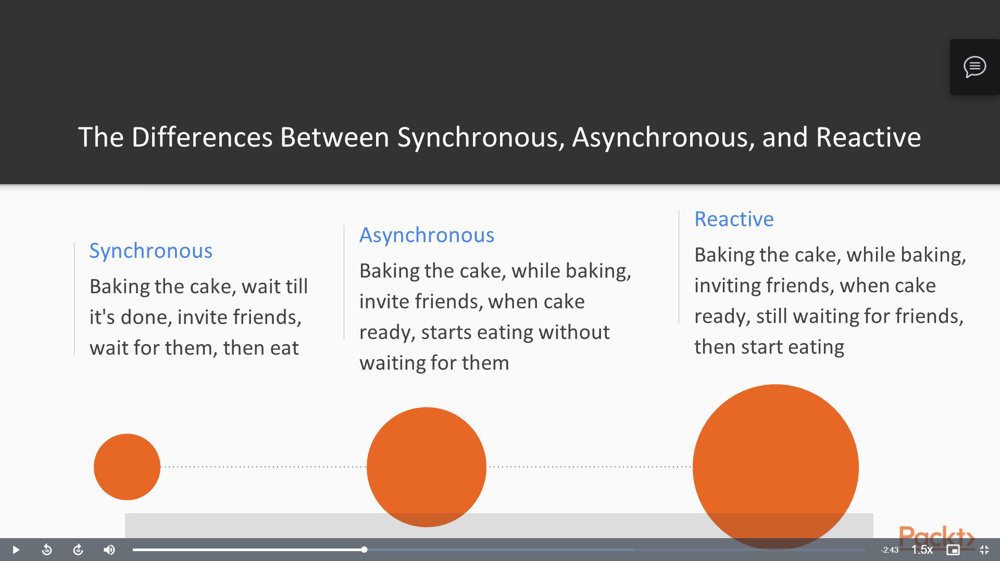 The Differences Between Synchronous, Asynchronous, and Reactive
Synchronous
Baking the cake, wait till
it's done, invite friends,
wait for them, then eat
Asynchronous
Baking the cake, while baking,
invite friends, when cake
ready, starts eating without
waiting for them
Reactive
Baking the cake, while baking,
inviting friends, when cake
ready, still waiting for friends,
then start eating
Packt>
10
10
-2:43
1.5x